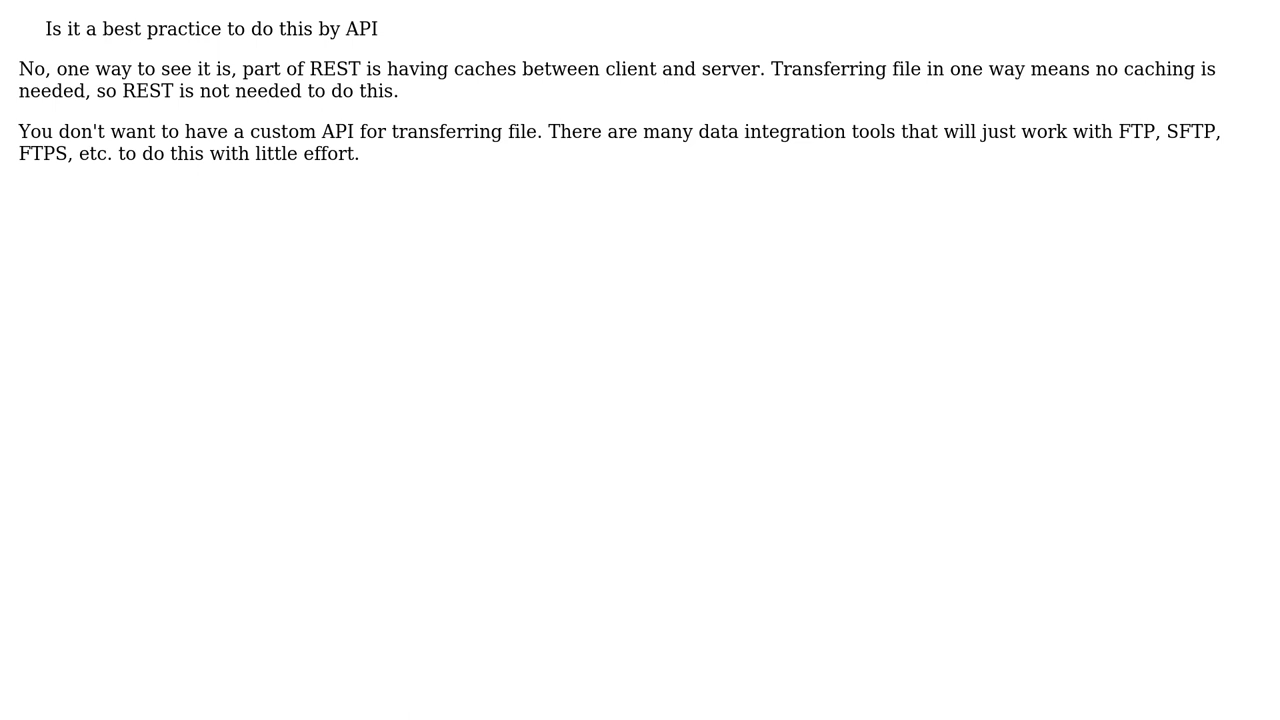 Is it a best practice to do this by API
No, one way to see it is, part of REST is having caches between client and server. Transferring file in one way means no caching is
needed, so REST is not needed to do this.
You don't want to have a custom API for transferring file. There are many data integration tools that will just work with FTP, SFTP,
FTPS, etc. to do this with little effort.